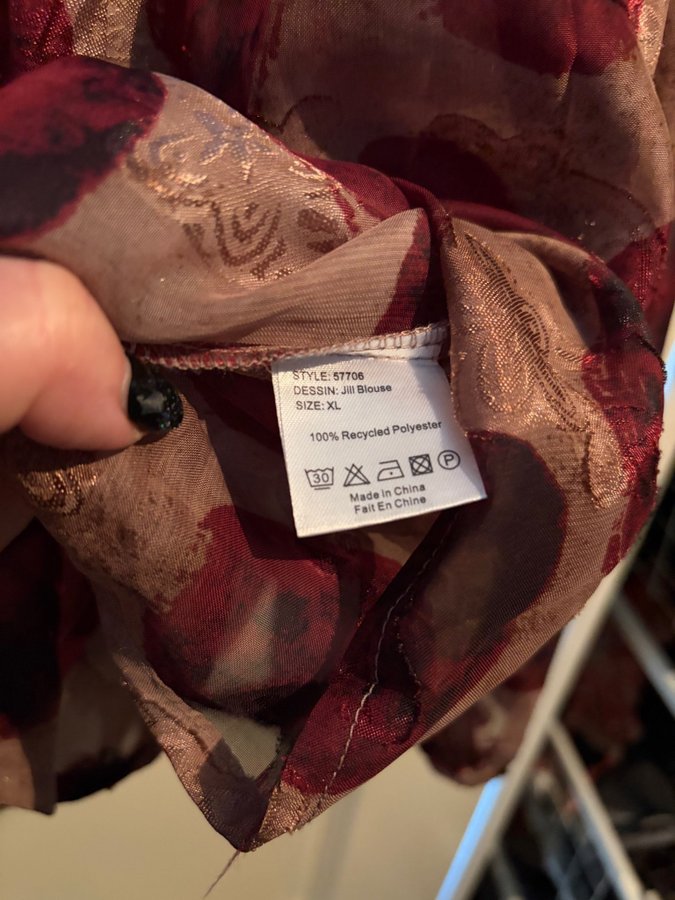 STYLE: 57706
DESSIN: Jill Blouse
SIZE: XL
100% Recycled Polyester
30 P
Made in China
Fait En Chine